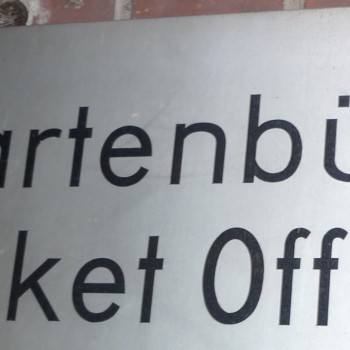 artenbü
ket Off